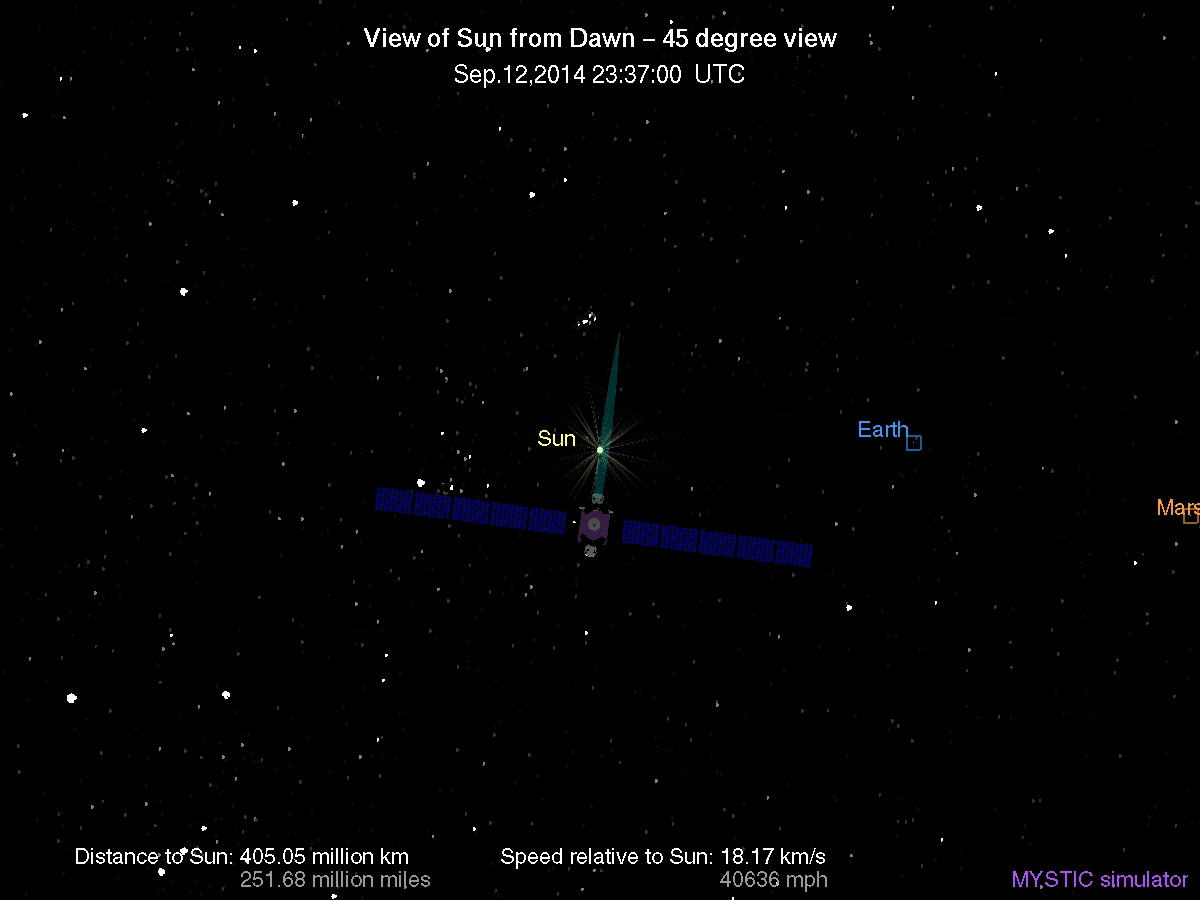 View of Sun from Dawn – 45 degree view
Sep.12,2014 23:37:00 UTC
Earth
Sun
Mars
Distance to Sun: 405.05 million km
251.68 million miles
Speed relative to Sun: 18.17 km/s
40636 mph
MYSTIC simulator